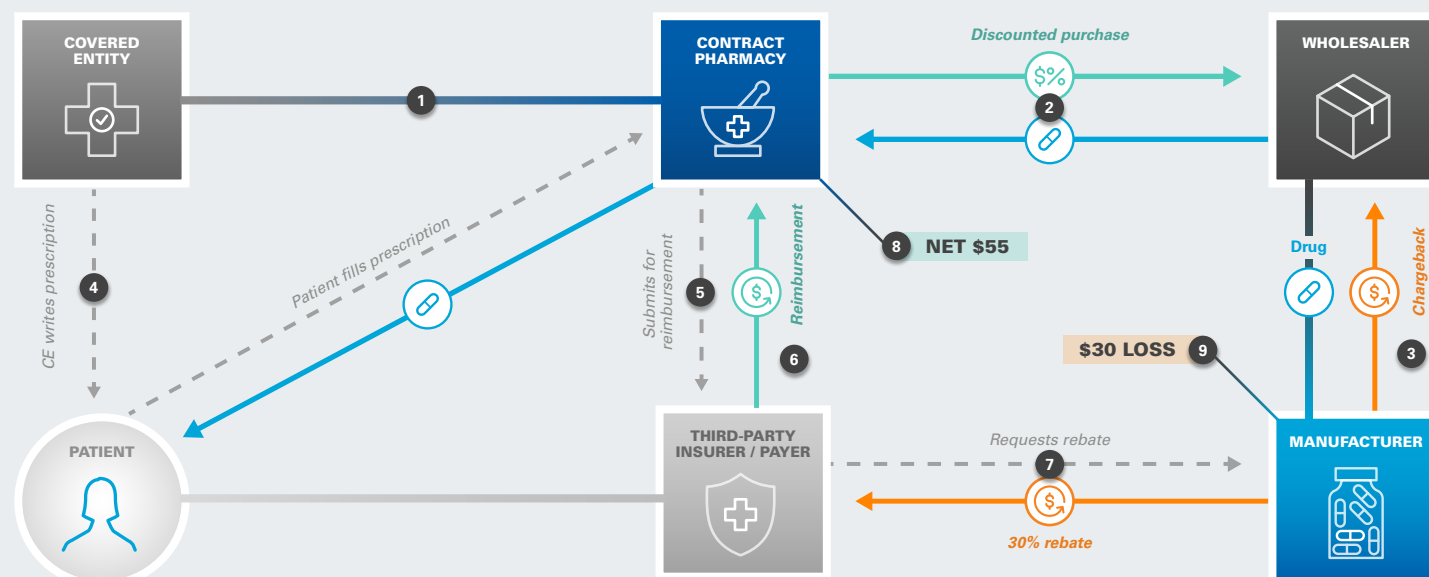 COVERED
ENTITY
1
CONTRACT
PHARMACY
Discounted purchase
$%
2
WHOLESALER
CE writes prescription
4
Patient fills prescription
Submits for
reimbursement
5
$
Reimbursement
6
8
NET $55
Drug
$
Chargeback
3
$30 LOSS
9
PATIENT
THIRD-PARTY
INSURER / PAYER
Requests rebate
7
$
30% rebate
MANUFACTURER